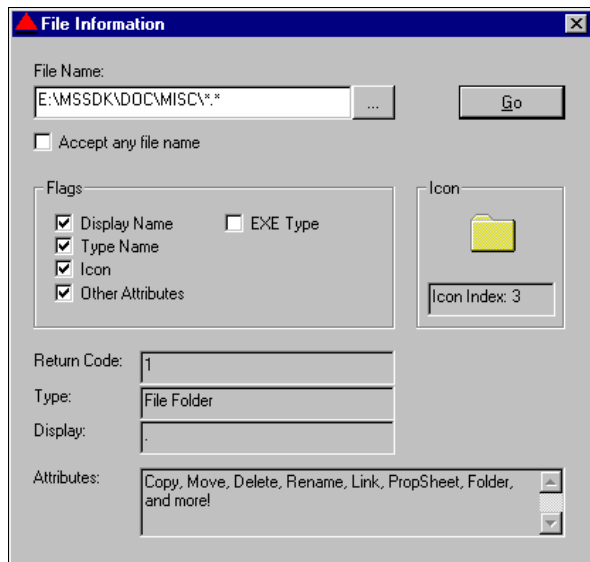 File Information
File Name:
E:\MSSDK\DOC\MISC\*.*
...
Go
Accept any file name
Flags
Icon
Display Name
EXE Type
Type Name
Icon
Other Attributes
Icon Index: 3
Return Code:
1
Type:
File Folder
Display:
.
Attributes:
Copy, Move, Delete, Rename, Link, PropSheet, Folder,
and more!